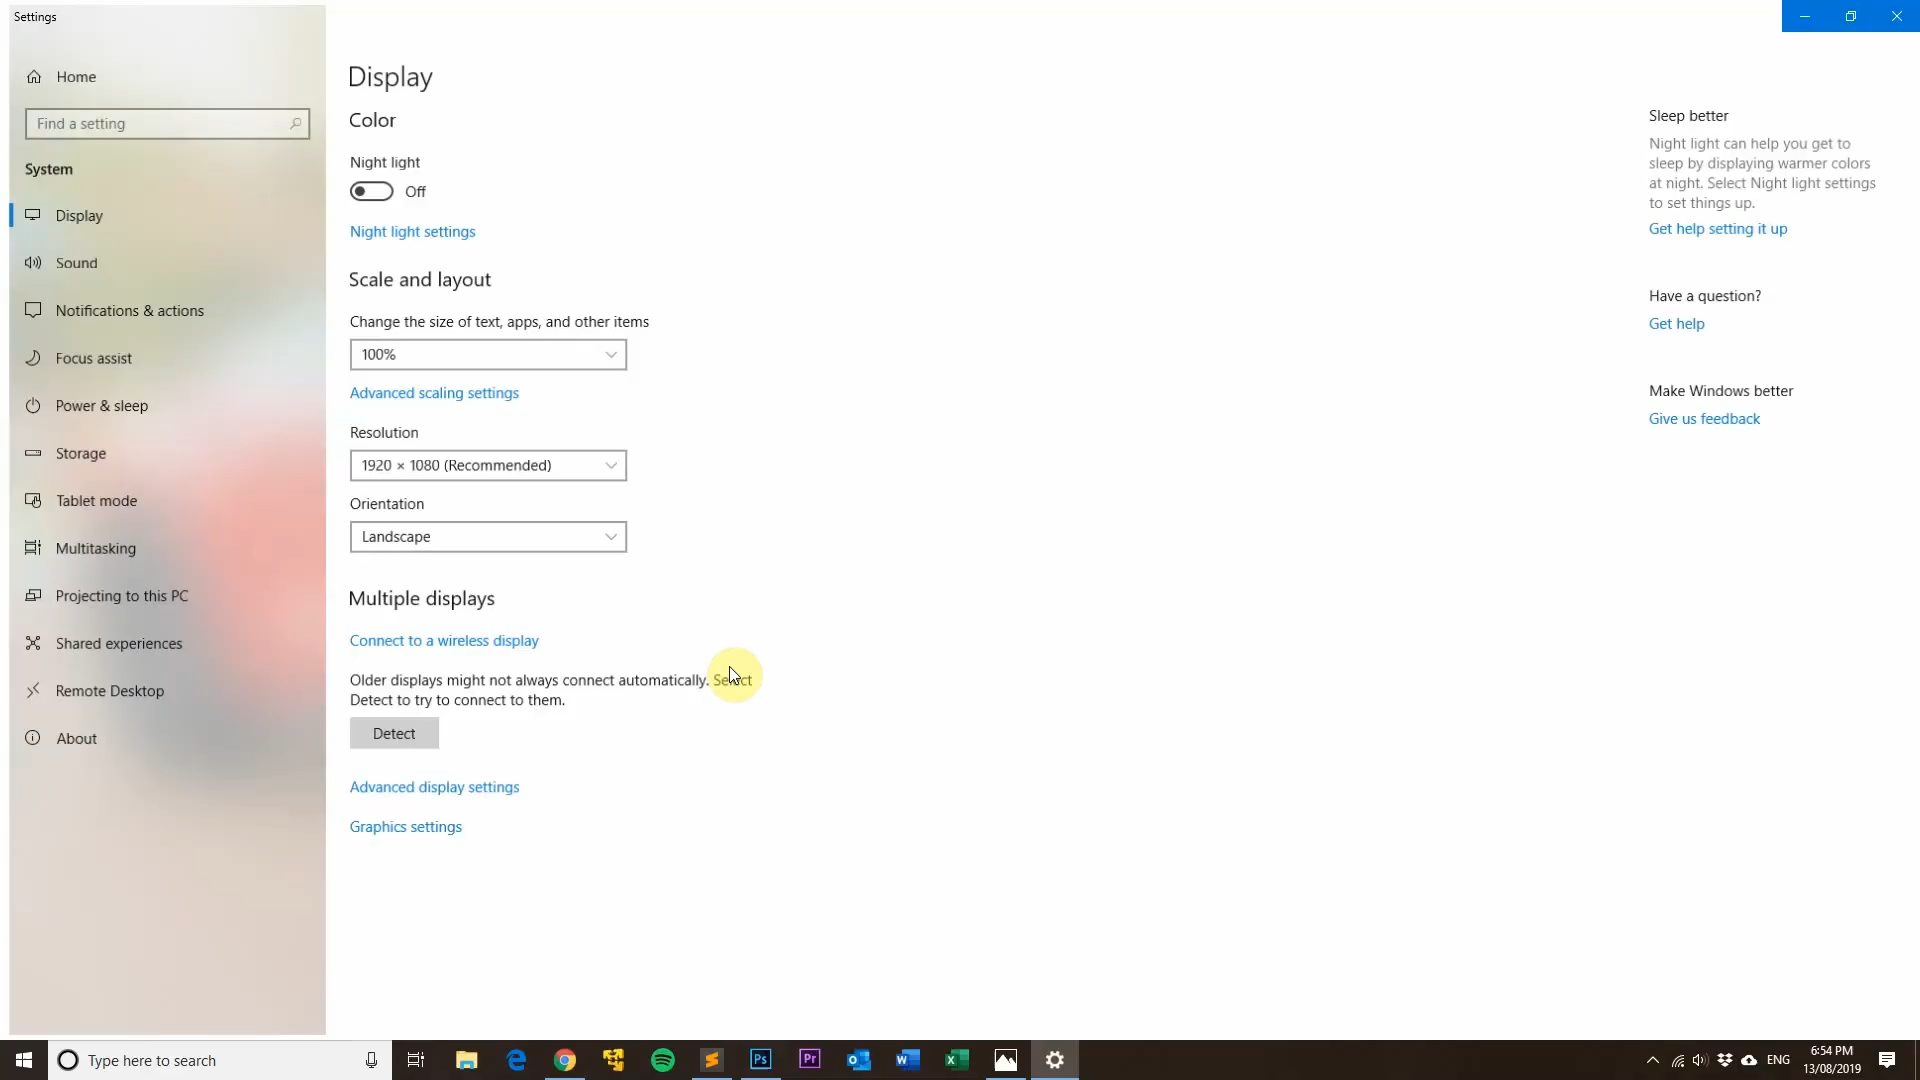 Settings
Home
Find a setting
System
Display
Sound
Notifications & actions
Focus assist
Power & sleep
Storage
Tablet mode
Multitasking
Projecting to this PC
Shared experiences
Remote Desktop
About
Display
Color
Night light
Off
Night light settings
Scale and layout
Change the size of text, apps, and other items
100%
Advanced scaling settings
Resolution
1920 × 1080 (Recommended)
Orientation
Landscape
Multiple displays
Connect to a wireless display
Older displays might not always connect automatically. Select
Detect to try to connect to them.
Detect
Advanced display settings
Graphics settings
Sleep better
Night light can help you get to
sleep by displaying warmer colors
at night. Select Night light settings
to set things up.
Get help setting it up
Have a question?
Get help
Make Windows better
Give us feedback
Type here to search
Ps
Pr
ENG
6:54 PM
13/08/2019